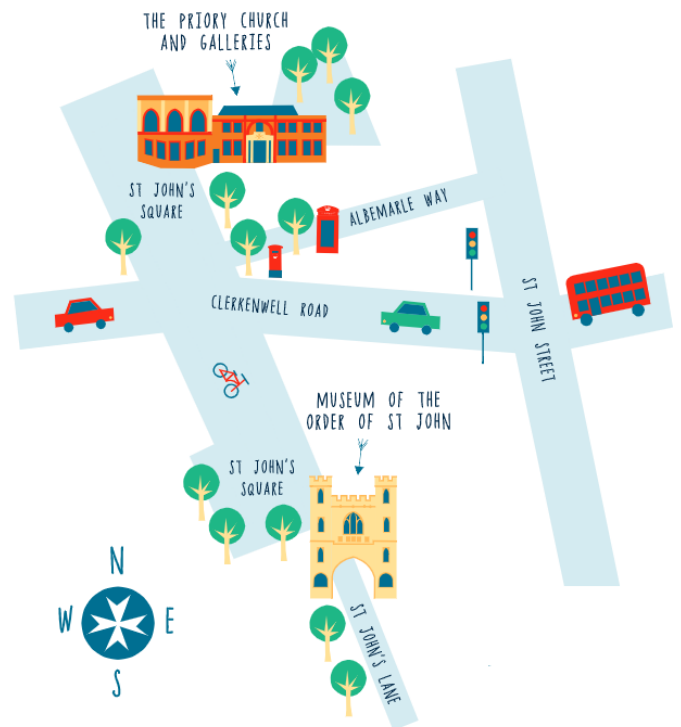 THE PRIORY CHURCH
AND GALLERIES
ST JOHN'S
SQUARE
ALBEMARLE WAY
CLERKENWELL ROAD
ST JOHN STREET
MUSEUM OF THE
ORDER OF ST JOHN
ST JOHN'S
SQUARE
N
W
E
S
ST JOHN'S LANE